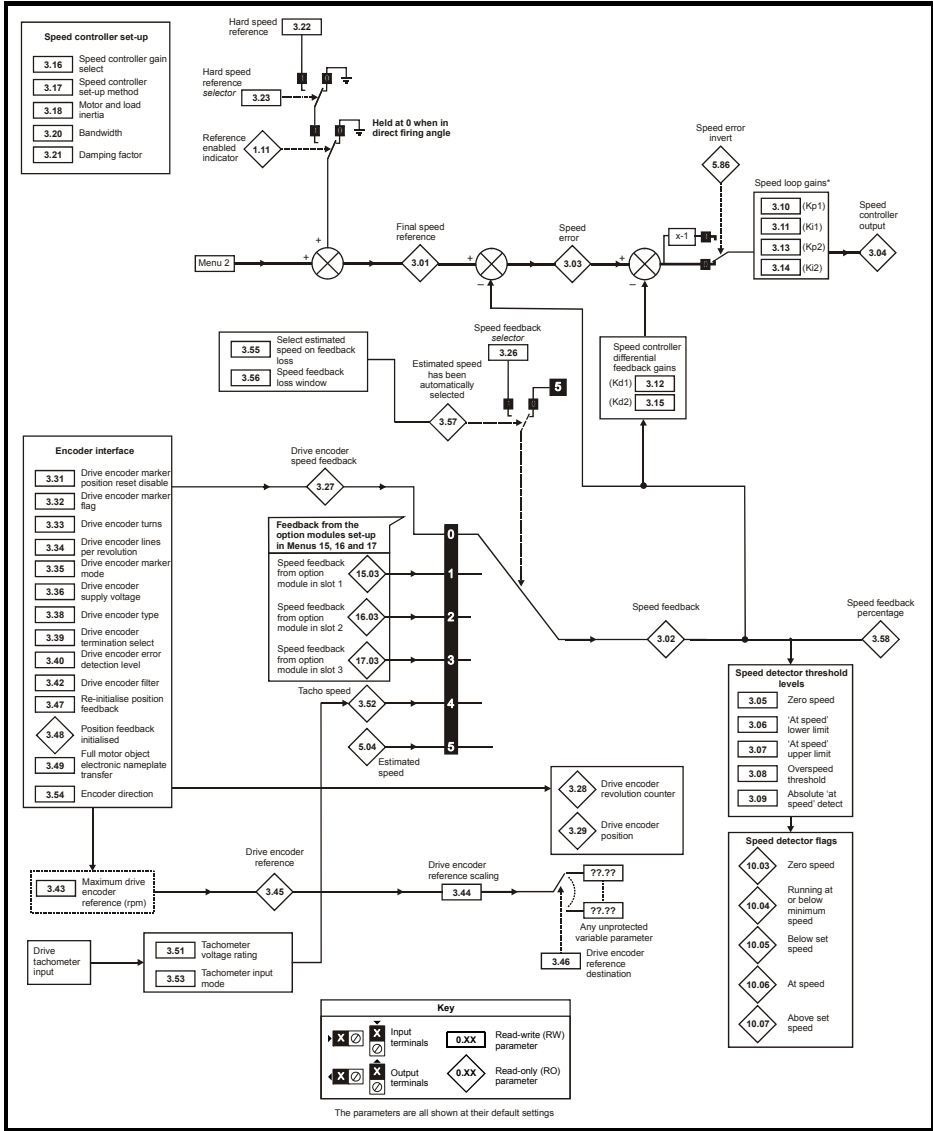 Speed controller set-up
3.16
Speed controller gain
select
3.17
Speed controller
set-up method
3.18
Motor and load
inertia
3.20
Bandwidth
3.21
Damping factor
Hard speed
reference
3.22
Hard speed
reference
selector
3.23
1
0
Reference
enabled
indicator
1.11
1
0
Held at 0 when in
direct firing angle
Menu 2
+
+
Final speed
reference
3.01
+
–
Speed
error
3.03
+
–
Speed error
invert
5.86
x-1
1
0
Speed loop gains*
3.10
(Kp1)
3.11
(Ki1)
3.13
(Kp2)
3.14
(Ki2)
Speed
controller
output
3.04
3.55
Select estimated
speed on feedback
loss
3.56
Speed feedback
loss window
Estimated speed
has been
automatically
selected
3.57
Speed feedback
selector
3.26
5
Speed controller
differential
feedback gains
(Kd1)
3.12
(Kd2)
3.15
Encoder interface
3.31
Drive encoder marker
position reset disable
3.32
Drive encoder marker
flag
3.33
Drive encoder turns
3.34
Drive encoder lines
per revolution
3.35
Drive encoder marker
mode
3.36
Drive encoder
supply voltage
3.38
Drive encoder type
3.39
Drive encoder
termination select
3.40
Drive encoder error
detection level
3.42
Drive encoder filter
3.47
Re-initialise position
feedback
3.48
Position feedback
initialised
3.49
Full motor object
electronic nameplate
transfer
3.54
Encoder direction
Drive encoder
speed feedback
3.27
Feedback from the
option modules set-up
in Menus 15, 16 and 17
Speed feedback
from option
module in slot 1
15.03
Speed feedback
from option
module in slot 2
16.03
Speed feedback
from option
module in slot 3
17.03
Tacho speed
3.52
5.04
Estimated
speed
0
1
2
3
4
5
Speed feedback
3.02
Speed feedback
percentage
3.58
Speed detector threshold
levels
3.05
Zero speed
3.06
'At speed'
lower limit
3.07
'At speed'
upper limit
3.08
Overspeed
threshold
3.09
Absolute 'at
speed' detect
3.28
Drive encoder
revolution counter
3.29
Drive encoder
position
Speed detector flags
10.03
Zero speed
10.04
Running at
or below
minimum
speed
10.05
Below set
speed
10.06
At speed
10.07
Above set
speed
3.43
Maximum drive
encoder
reference (rpm)
Drive encoder
reference
3.45
Drive encoder
reference scaling
3.44
??.??
??.??
Any unprotected
variable parameter
3.46
Drive encoder
reference
destination
Drive
tachometer
input
3.51
Tachometer
voltage rating
3.53
Tachometer input
mode
Key
X
X
Input
terminals
0.XX
Read-write (RW)
parameter
X
X
Output
terminals
0.XX
Read-only (RO)
parameter
The parameters are all shown at their default settings